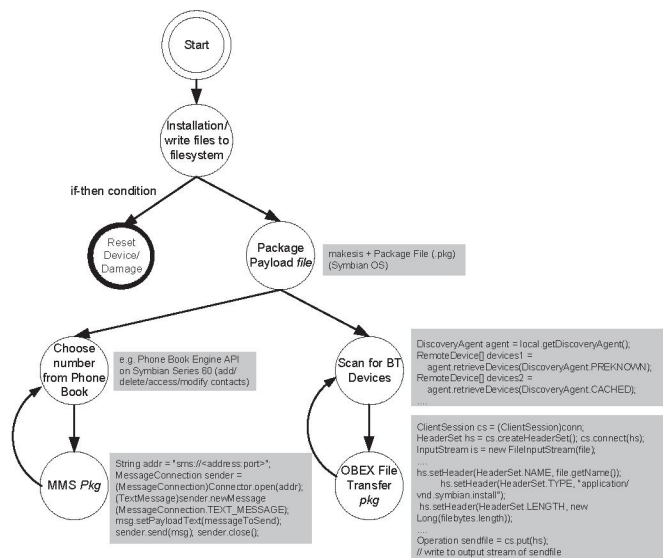 Start
Installation/
write files to
filesystem
if-then condition
Reset
Device/
Damage
Package
Payload file
makesis + Package File (.pkg)
(Symbian OS)
Choose
number
from Phone
Book
e.g. Phone Book Engine API
on Symbian Series 60 (add/
delete/access/modify contacts)
Scan for BT
Devices
DiscoveryAgent agent = local.getDiscoveryAgent();
RemoteDevice[] devices1 =
agent.retrieveDevices(DiscoveryAgent.PREKNOWN);
RemoteDevice[] devices2 =
agent.retrieveDevices(DiscoveryAgent.CACHED);
....
MMS Pkg
String addr = "sms://<address:port>";
MessageConnection sender =
(MessageConnection)Connector.open(addr);
(TextMessage)sender.newMessage
(MessageConnection.TEXT_MESSAGE);
msg.setPayloadText(messageToSend);
sender.send(msg); sender.close();
OBEX File
Transfer
pkg
ClientSession cs = (ClientSession)conn;
HeaderSet hs = cs.createHeaderSet(); cs.connect(hs);
InputStream is = new FileInputStream(file);
....
hs.setHeader(HeaderSet.NAME, file.getName());
hs.setHeader(HeaderSet.TYPE, "application/
vnd.symbian.install");
hs.setHeader(HeaderSet.LENGTH, new
Long(filebytes.length));
....
Operation sendfile = cs.put(hs);
// write to output stream of sendfile